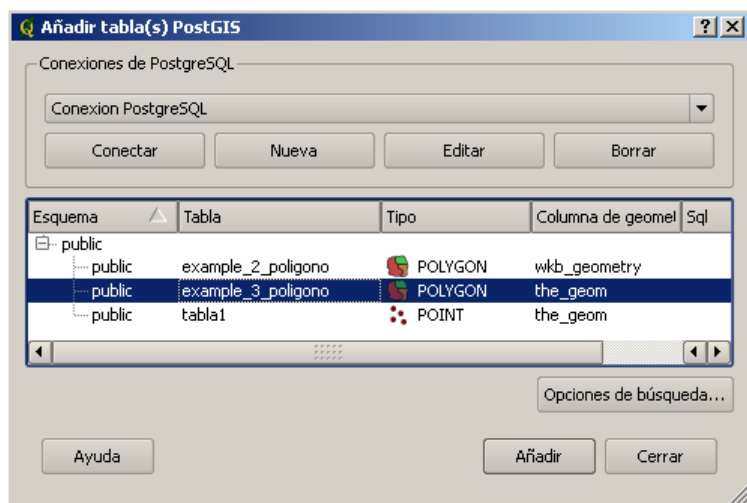 Añadir tabla(s) PostGIS
Conexiones de PostgreSQL
Conexion PostgreSQL
Conectar Nueva Editar Borrar
Esquema Tabla Tipo Columna de geomet Sql
public
public example_2_poligono POLYGON wkb_geometry
public example_3_poligono POLYGON the_geom
public tabla1 POINT the_geom
Opciones de búsqueda...
Ayuda Añadir Cerrar